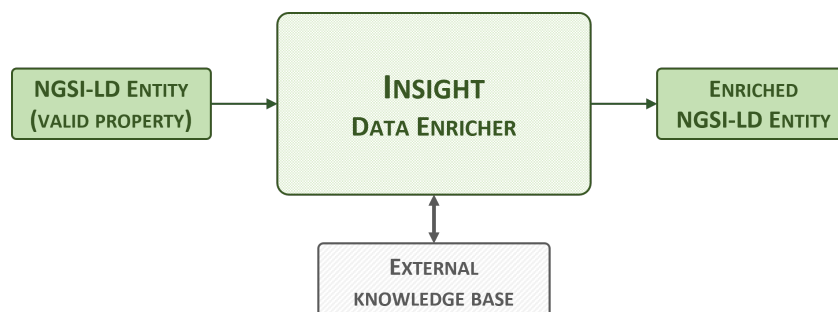 NGSI-LD ENTITY
(VALID PROPERTY)
INSIGHT
DATA ENRICHER
ENRICHED
NGSI-LD ENTITY
EXTERNAL
KNOWLEDGE BASE